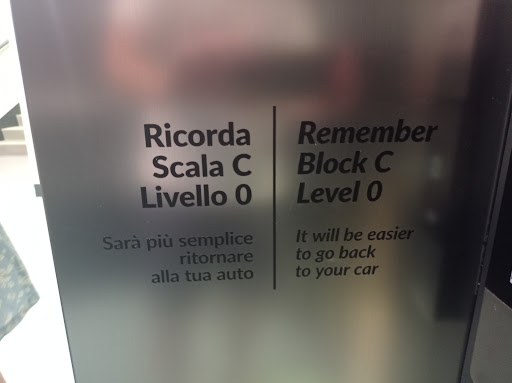 Ricorda
Scala C
Livello 0
Sarà più semplice
ritornare
alla tua auto
Remember
Block C
Level 0
It will be easier
to go back
to your car